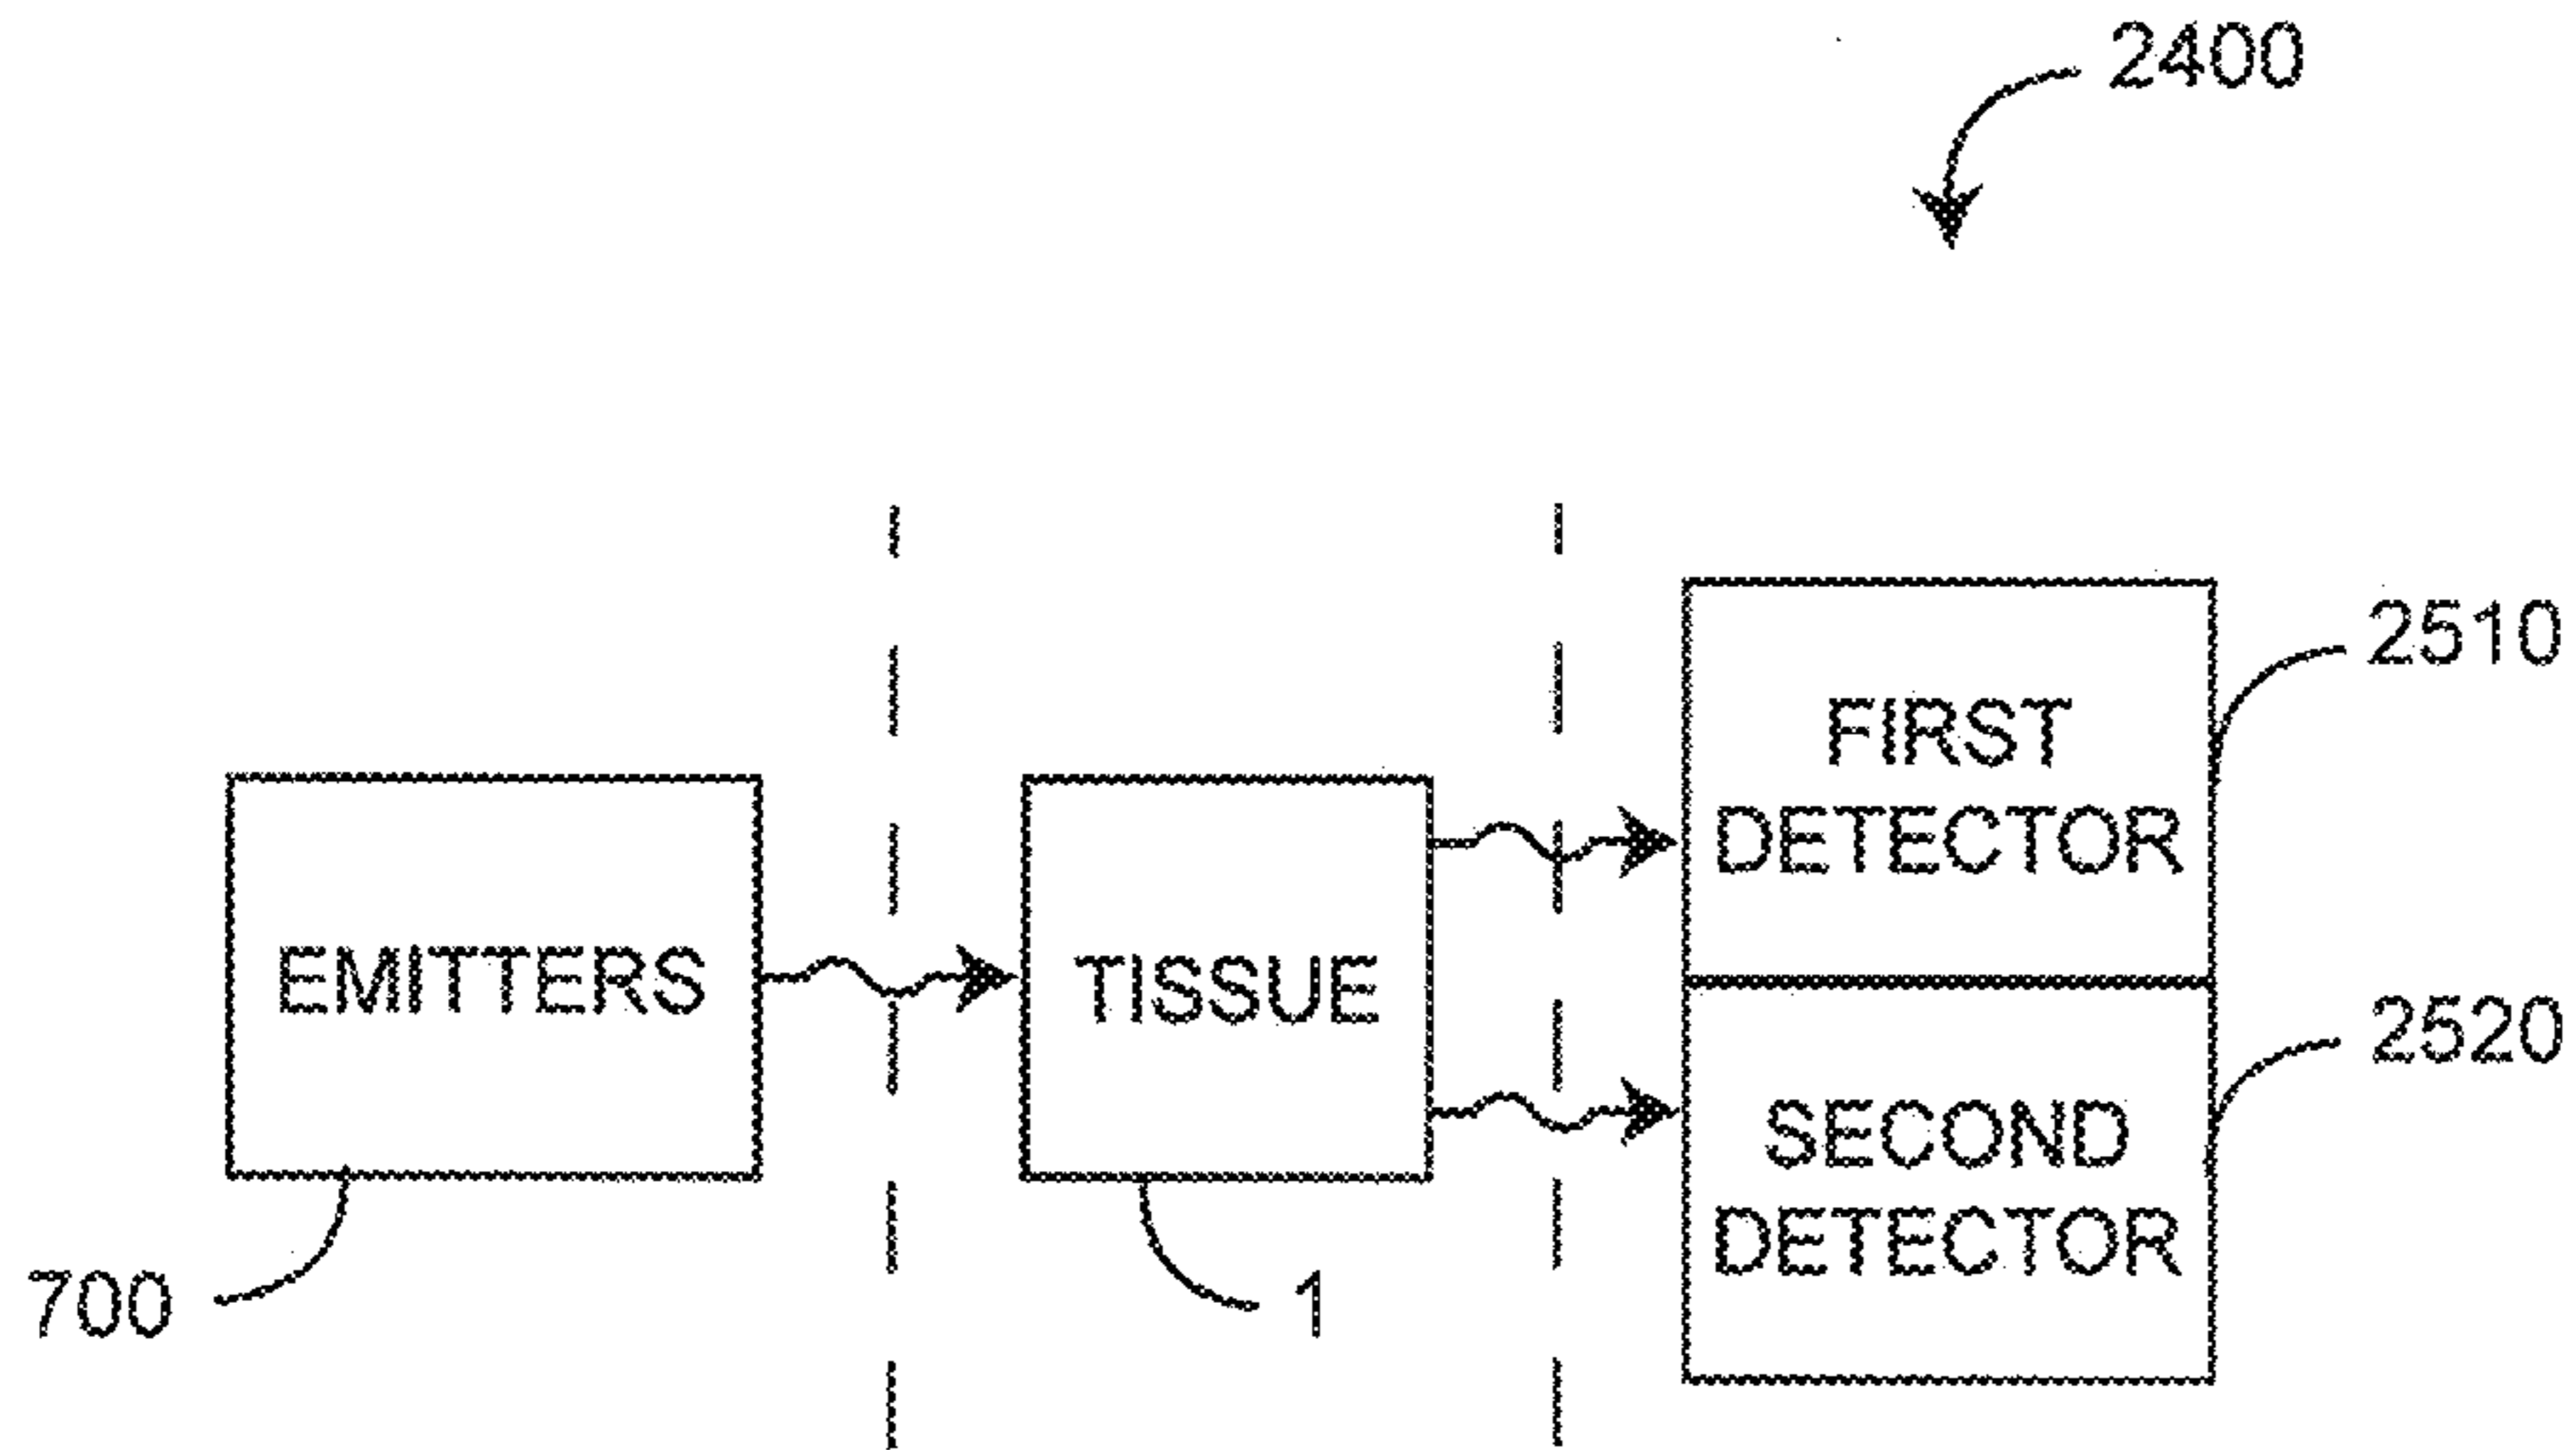 2400
FIRST
DETECTOR
2510
EMITTERS
TISSUE
SECOND
DETECTOR
2520
700
1